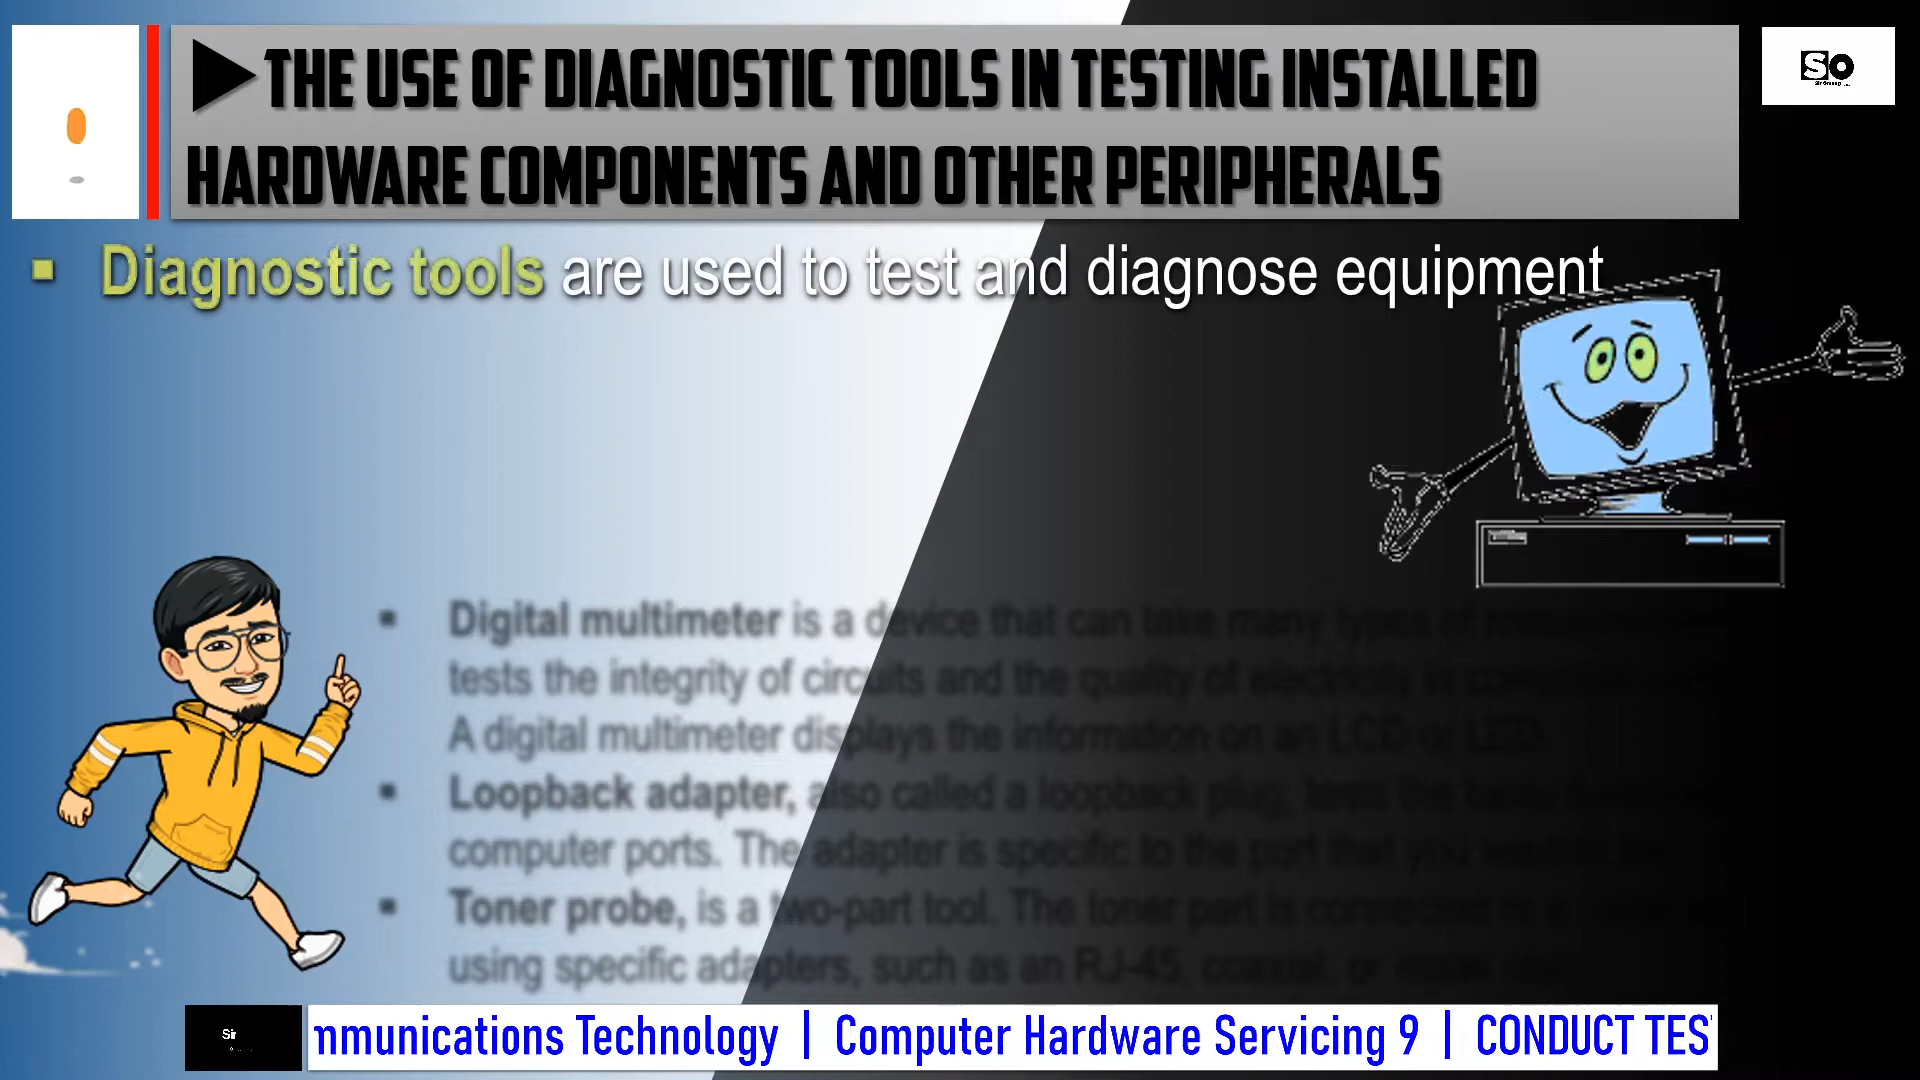 THE USE OF DIAGNOSTIC TOOLS IN TESTING INSTALLED
HARDWARE COMPONENTS AND OTHER PERIPHERALS
SO
▪ Diagnostic tools are used to test and diagnose equipment
▪ Digital multimeter is a device that can take many types of
tests the integrity of circuits and the quality of electricity in
A digital multimeter displays the information on an LCD or LED.
▪ Loopback adapter, also called a loopback plug, tests the
computer ports. The adapter is specific to the port that you
▪ Toner probe, is a two-part tool. The toner part is connected to a
using specific adapters, such as an RJ-45, coaxial, or
Sir
mmunications Technology | Computer Hardware Servicing 9 | CONDUCT TES